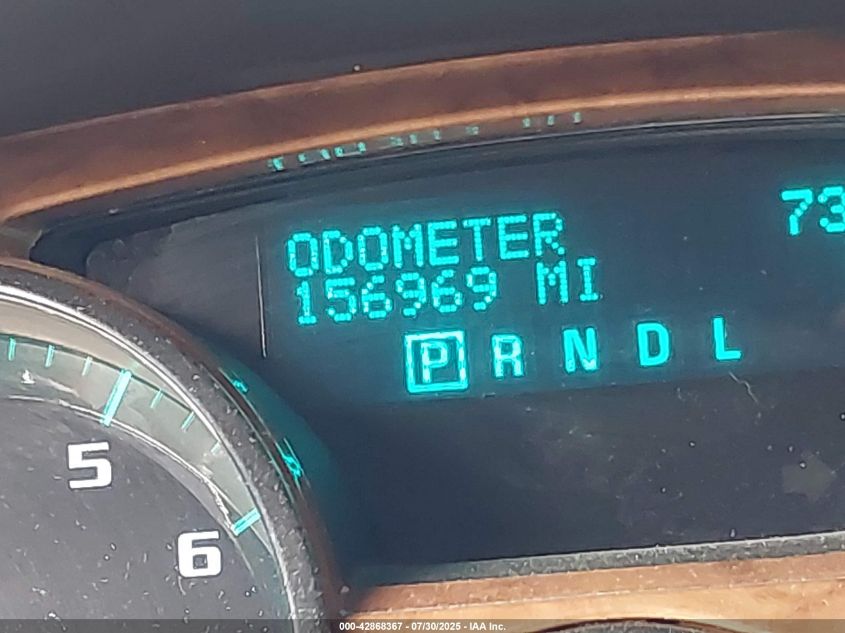 ODOMETER
156969 MI
73
P R N D L
5
6
000-42868367 - 07/30/2025 - IAA Inc.